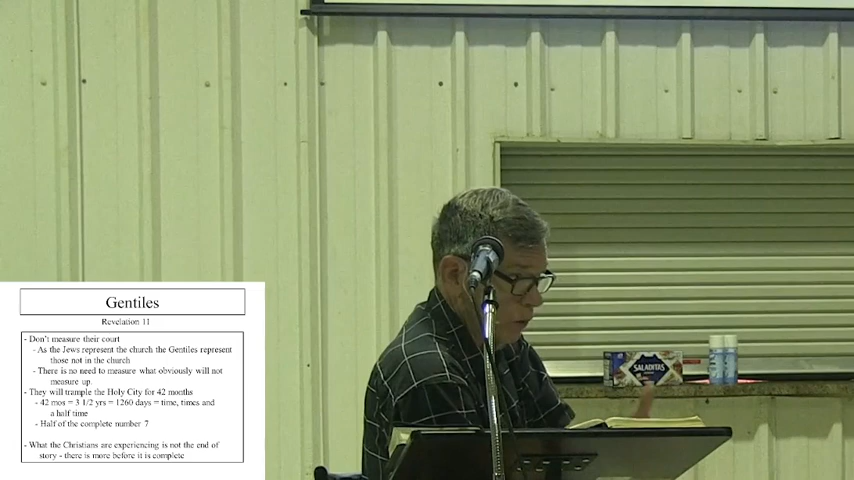 Gentiles
Revelation 11
- Don't measure their court
- As the Jews represent the church the Gentiles represent
those not in the church
- There is no need to measure what obviously will not
measure up.
- They will trample the Holy City for 42 months
- 42 mos = 3 1/2 yrs = 1260 days = time, times and
a half time
- Half of the complete number 7
- What the Christians are experiencing is not the end of
story - there is more before it is complete
SALADITAS